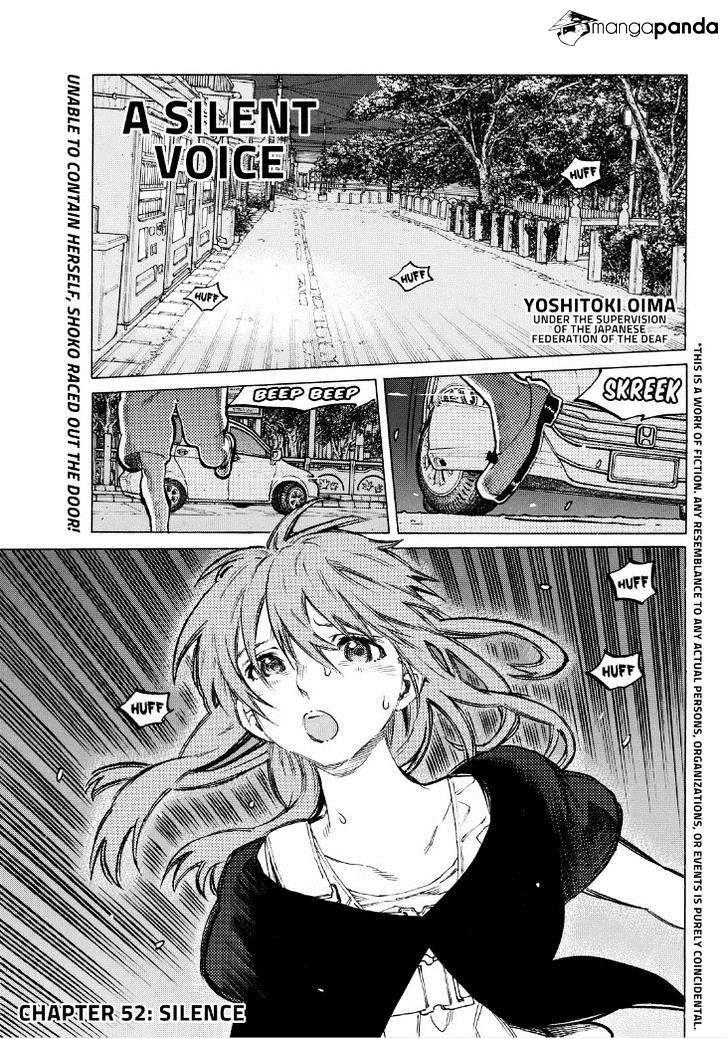 mangapanda
A SILENT
VOICE
HUFF
HUFF
HUFF
YOSHITOKI OIMA
UNDER THE SUPERVISION
OF THE JAPANESE
FEDERATION OF THE DEAF
UNABLE TO CONTAIN HERSELF, SHOKO RACED OUT THE DOOR!
BEEP BEEP
SKREEK
*THIS IS A WORK OF FICTION. ANY RESEMBLANCE TO ANY ACTUAL PERSONS, ORGANIZATIONS, OR EVENTS IS PURELY COINCIDENTAL.
HUFF
HUFF
HUFF
CHAPTER 52: SILENCE